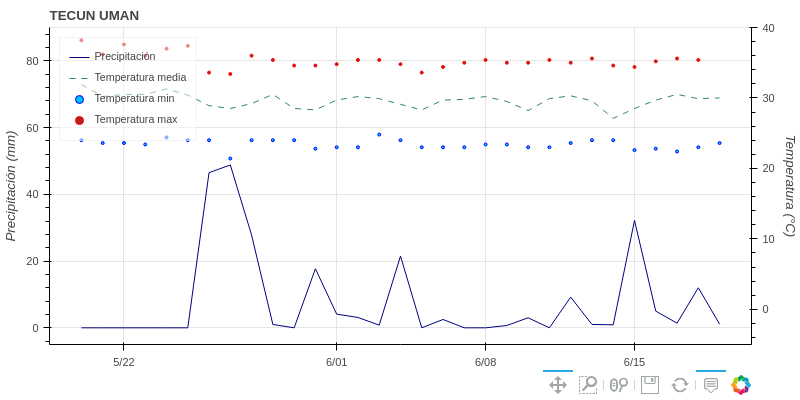 TECUN UMAN
Precipitación
Temperatura media
Temperatura min
Temperatura max
Precipitación (mm)
80
60
40
20
0
Temperatura (°C)
40
30
20
10
0
5/22
6/01
6/08
6/15